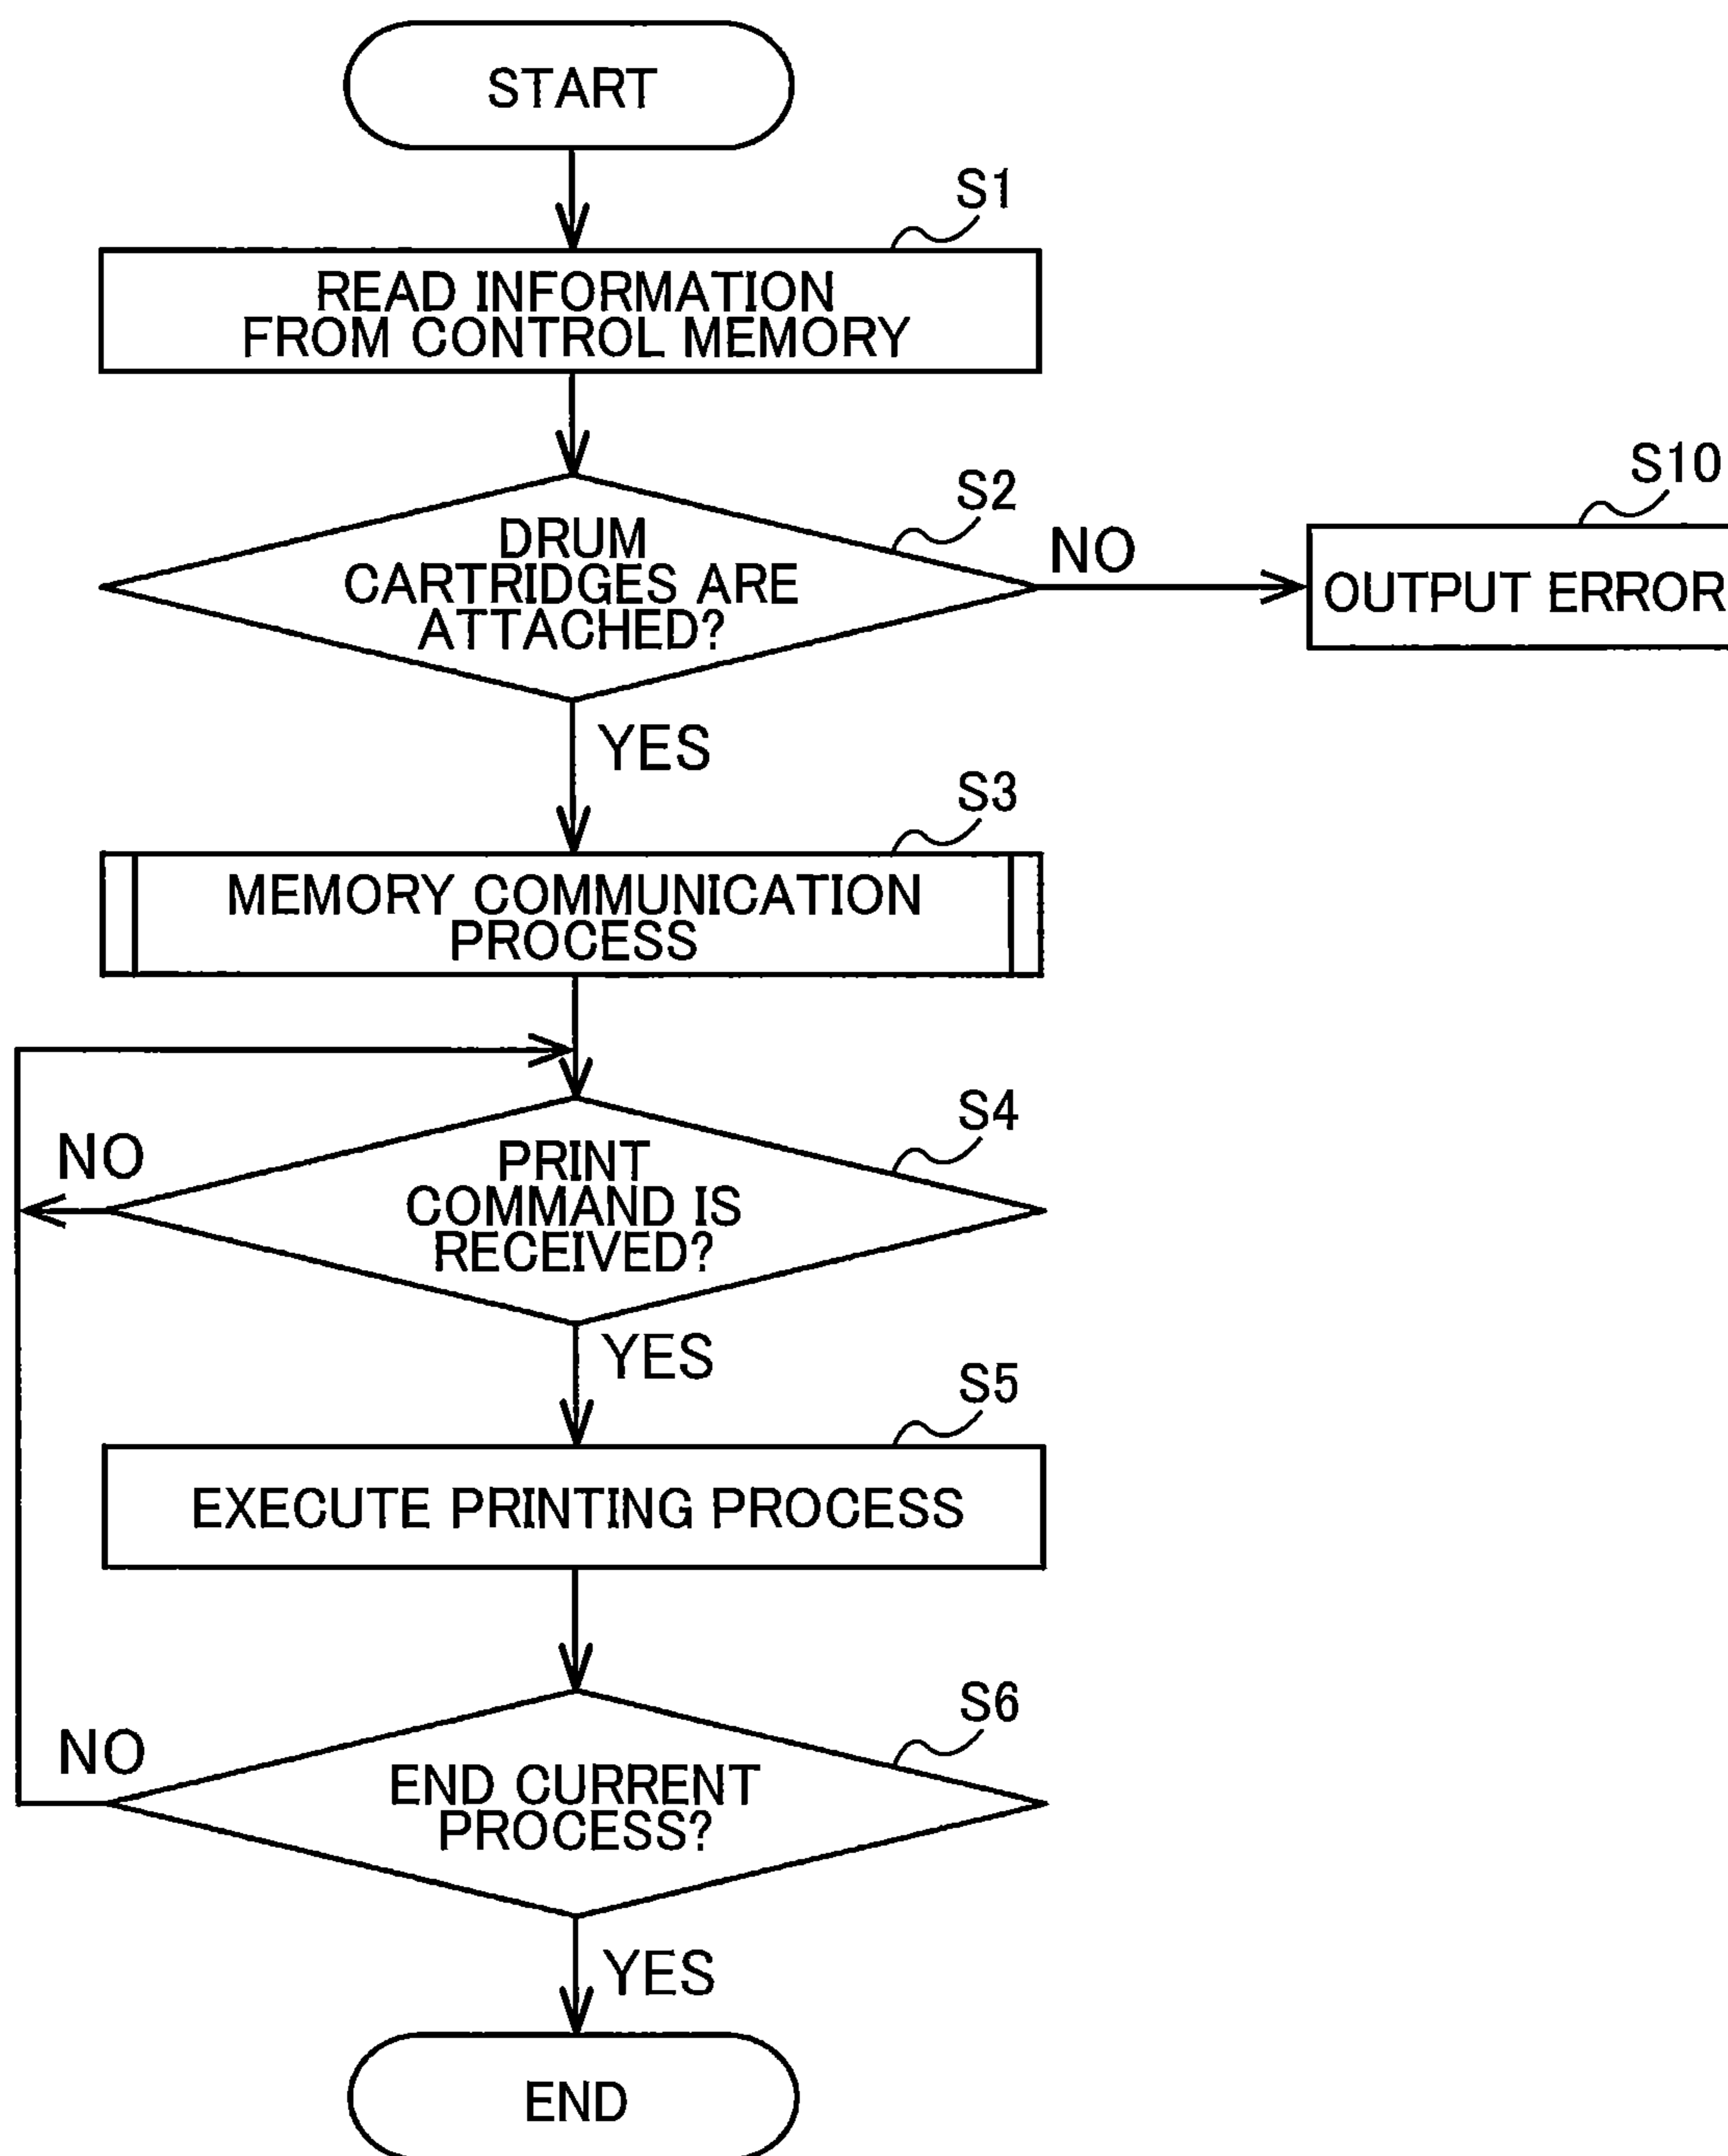 START
S1
READ INFORMATION
FROM CONTROL MEMORY
S2
DRUM
CARTRIDGES ARE
ATTACHED?
NO
S10
OUTPUT ERROR
YES
S3
MEMORY COMMUNICATION
PROCESS
S4
NO
PRINT
COMMAND IS
RECEIVED?
YES
S5
EXECUTE PRINTING PROCESS
S6
NO
END CURRENT
PROCESS?
YES
END